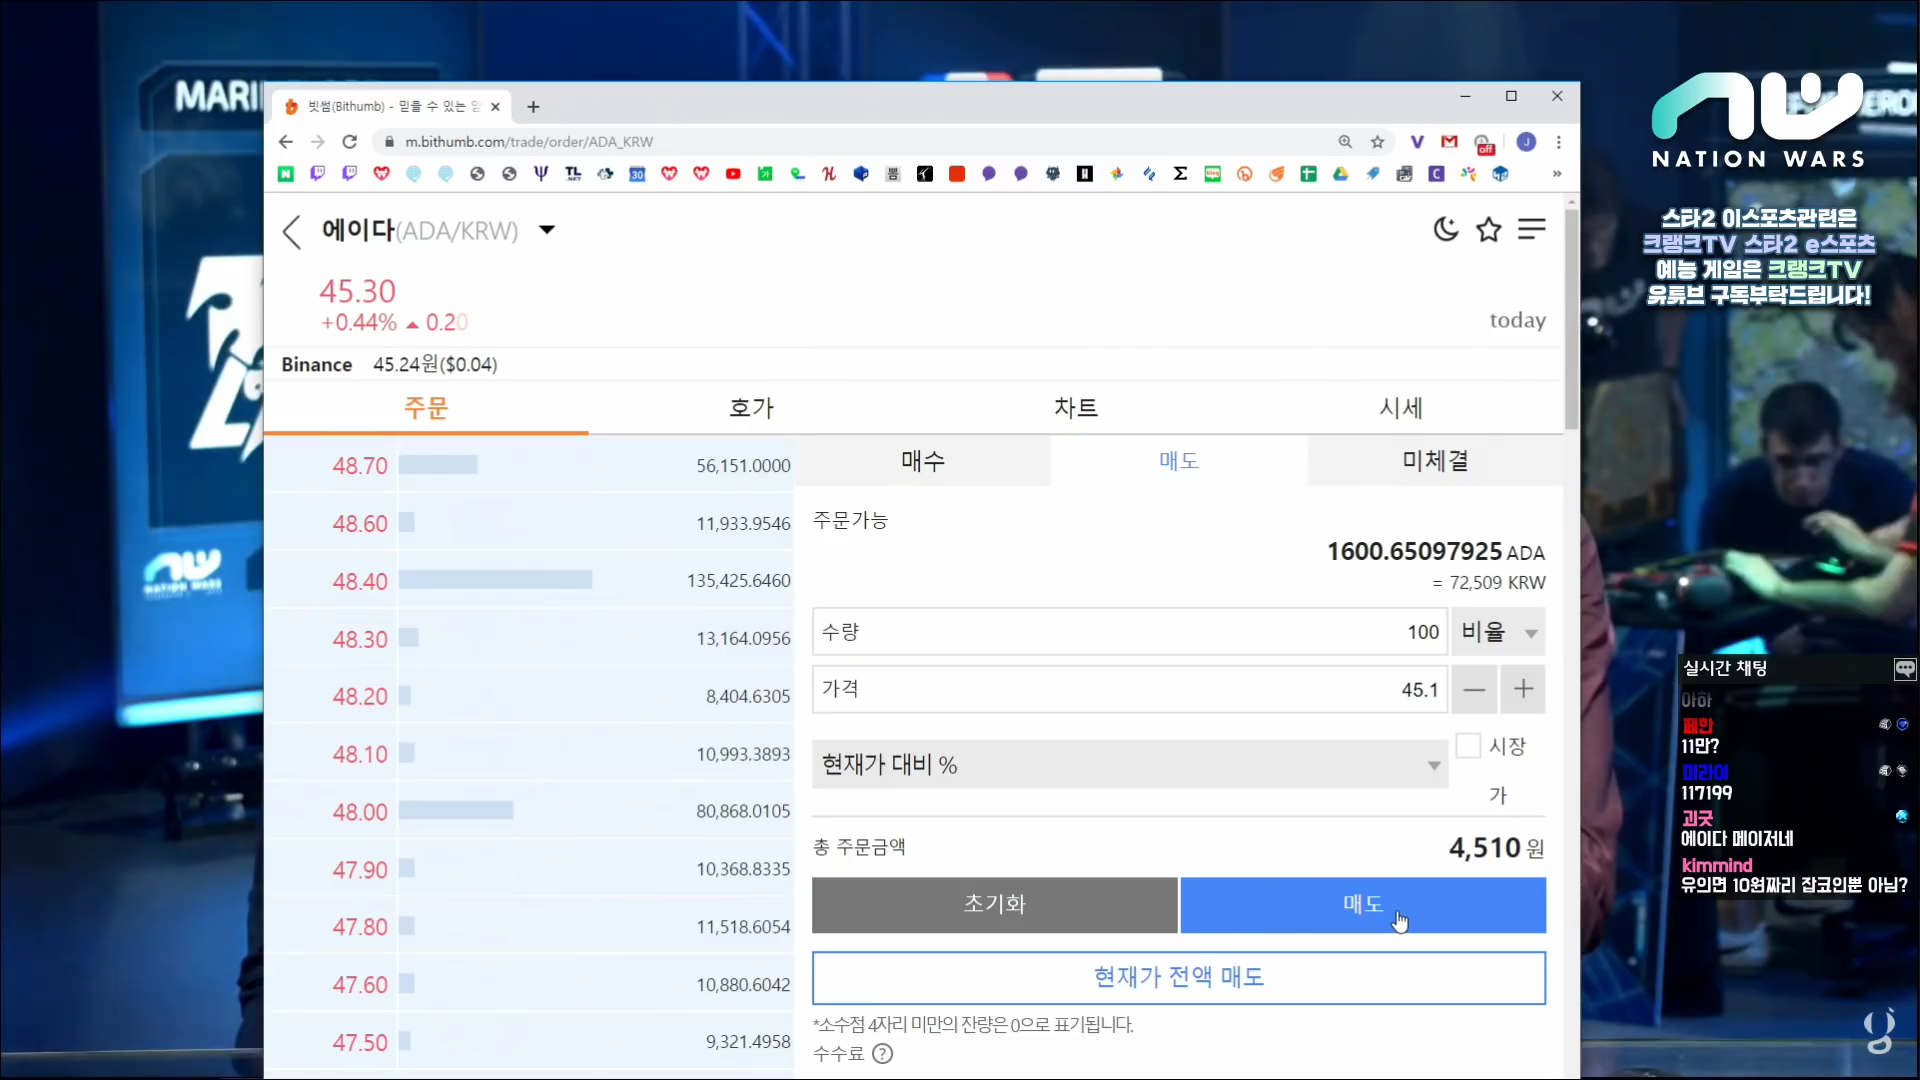 MARI
빗썸(Bithumb) - 믿을 수 있는 암
m.bithumb.com/trade/order/ADA_KRW
에이다(ADA/KRW)
45.30
+0.44% ▲ 0.20
today
Binance 45.24원($0.04)
주문 호가 차트 시세
매수 매도 미체결
48.70 56,151.0000
48.60 11,933.9546
48.40 135,425.6460
48.30 13,164.0956
48.20 8,404.6305
48.10 10,993.3893
48.00 80,868.0105
47.90 10,368.8335
47.80 11,518.6054
47.60 10,880.6042
47.50 9,321.4958
주문가능
1600.65097925 ADA
= 72,509 KRW
수량 100 비율
가격 45.1 — +
현재가 대비 %
시장
가
총 주문금액 4,510 원
초기화 매도
현재가 전액 매도
*소수점 4자리 미만의 잔량은 0으로 표기됩니다.
수수료 ?
NATION WARS
NATION WARS
스타2 이스포츠관련은
크랭크TV 스타2 e스포츠
예능 게임은 크랭크TV
유튜브 구독부탁드립니다!
실시간 채팅
아하
페한
11만?
미리이
117199
괴굿
에이다 메이저네
kimmind
유의면 10원짜리 잡코인뿐 아님?